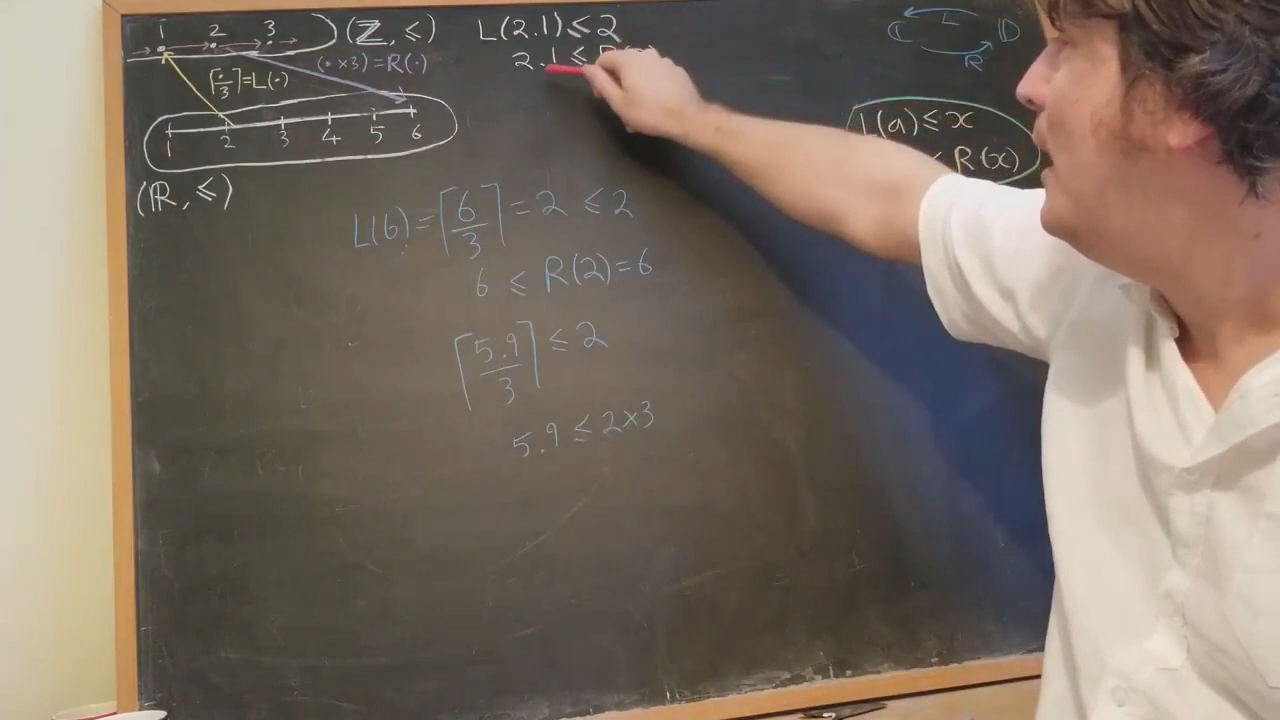 1 2 3 (ℤ, ≤)
(• ×3) = R(•)
⌈•/3⌉ = L(•)
1 2 3 4 5 6
(ℝ, ≤)
L(2.1) ≤ 2
2.1 ≤
L(6) = ⌈6/3⌉ = 2 ≤ 2
6 ≤ R(2) = 6
⌈5.9/3⌉ ≤ 2
5.9 ≤ 2×3
L
ℂ 𝔻
R
L(a) ≤ x
≤ R(x)